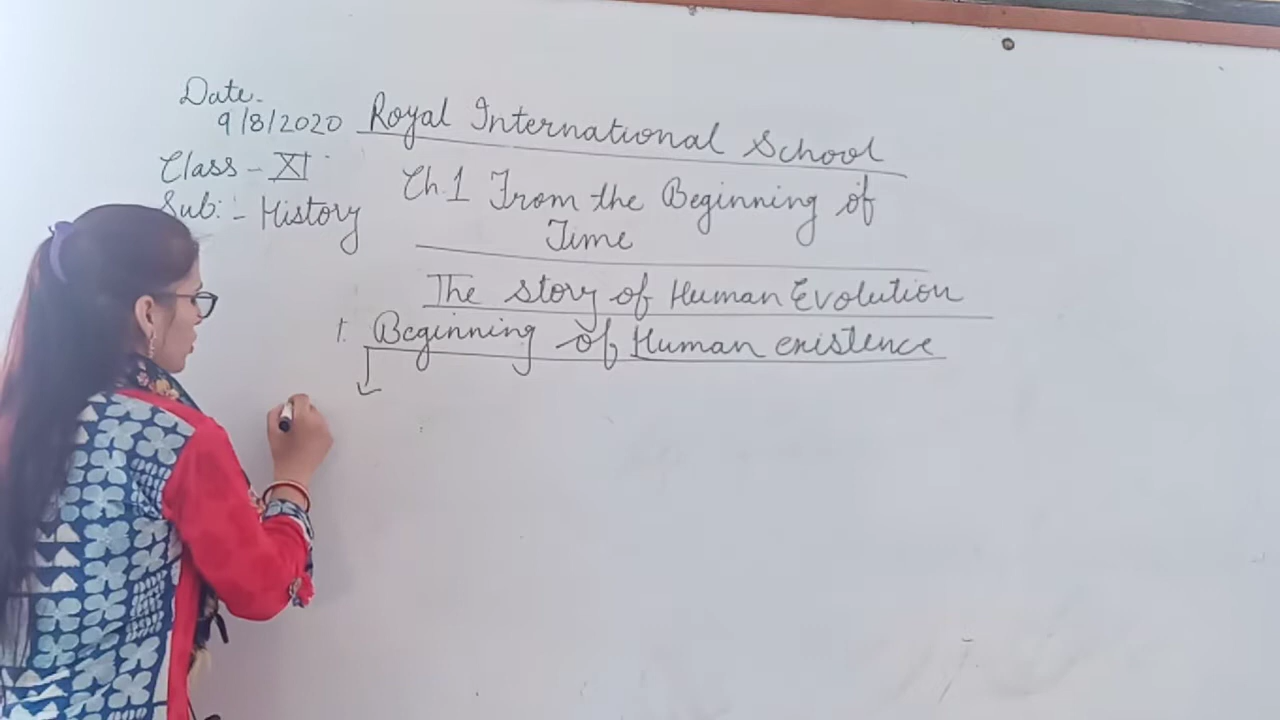 Date.
9/8/2020
Royal International School
Class - XI
Sub: - History
Ch.1 From the Beginning of
Time
The story of Human Evolution
1. Beginning of Human existence